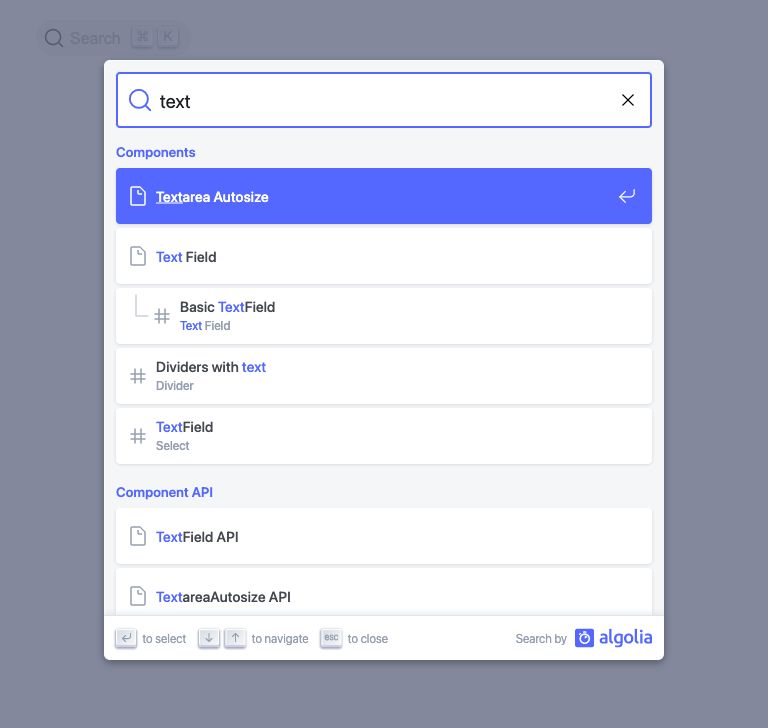 Search ⌘ K
text
Components
Textarea Autosize
Text Field
Basic TextField
Text Field
Dividers with text
Divider
TextField
Select
Component API
TextField API
TextareaAutosize API
to select to navigate esc to close Search by algolia